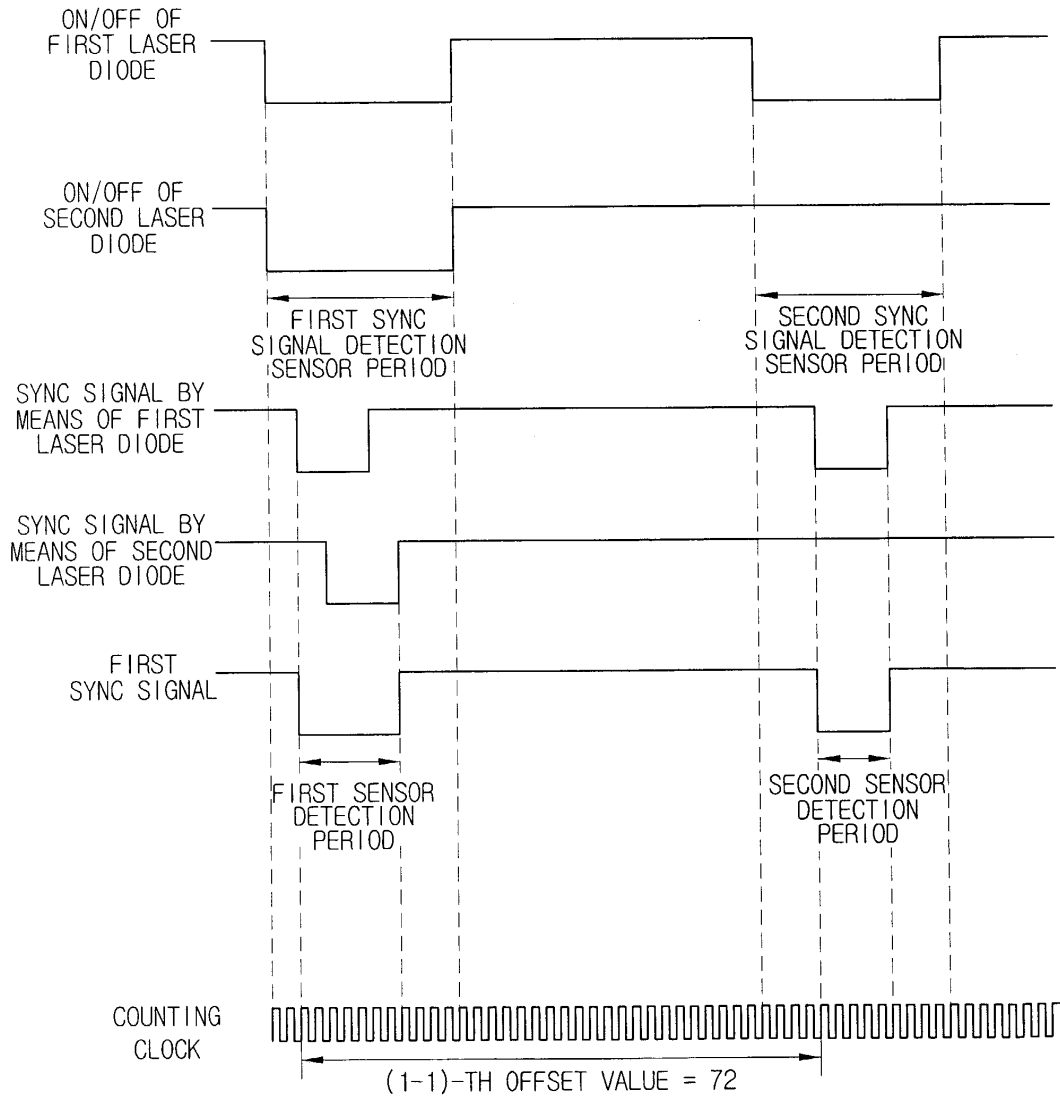 ON/OFF OF
FIRST LASER
DIODE
ON/OFF OF
SECOND LASER
DIODE
FIRST SYNC
SIGNAL DETECTION
SENSOR PERIOD
SECOND SYNC
SIGNAL DETECTION
SENSOR PERIOD
SYNC SIGNAL BY
MEANS OF FIRST
LASER DIODE
SYNC SIGNAL BY
MEANS OF SECOND
LASER DIODE
FIRST
SYNC SIGNAL
FIRST SENSOR
DETECTION
PERIOD
SECOND SENSOR
DETECTION
PERIOD
COUNTING
CLOCK
(1-1)-TH OFFSET VALUE = 72